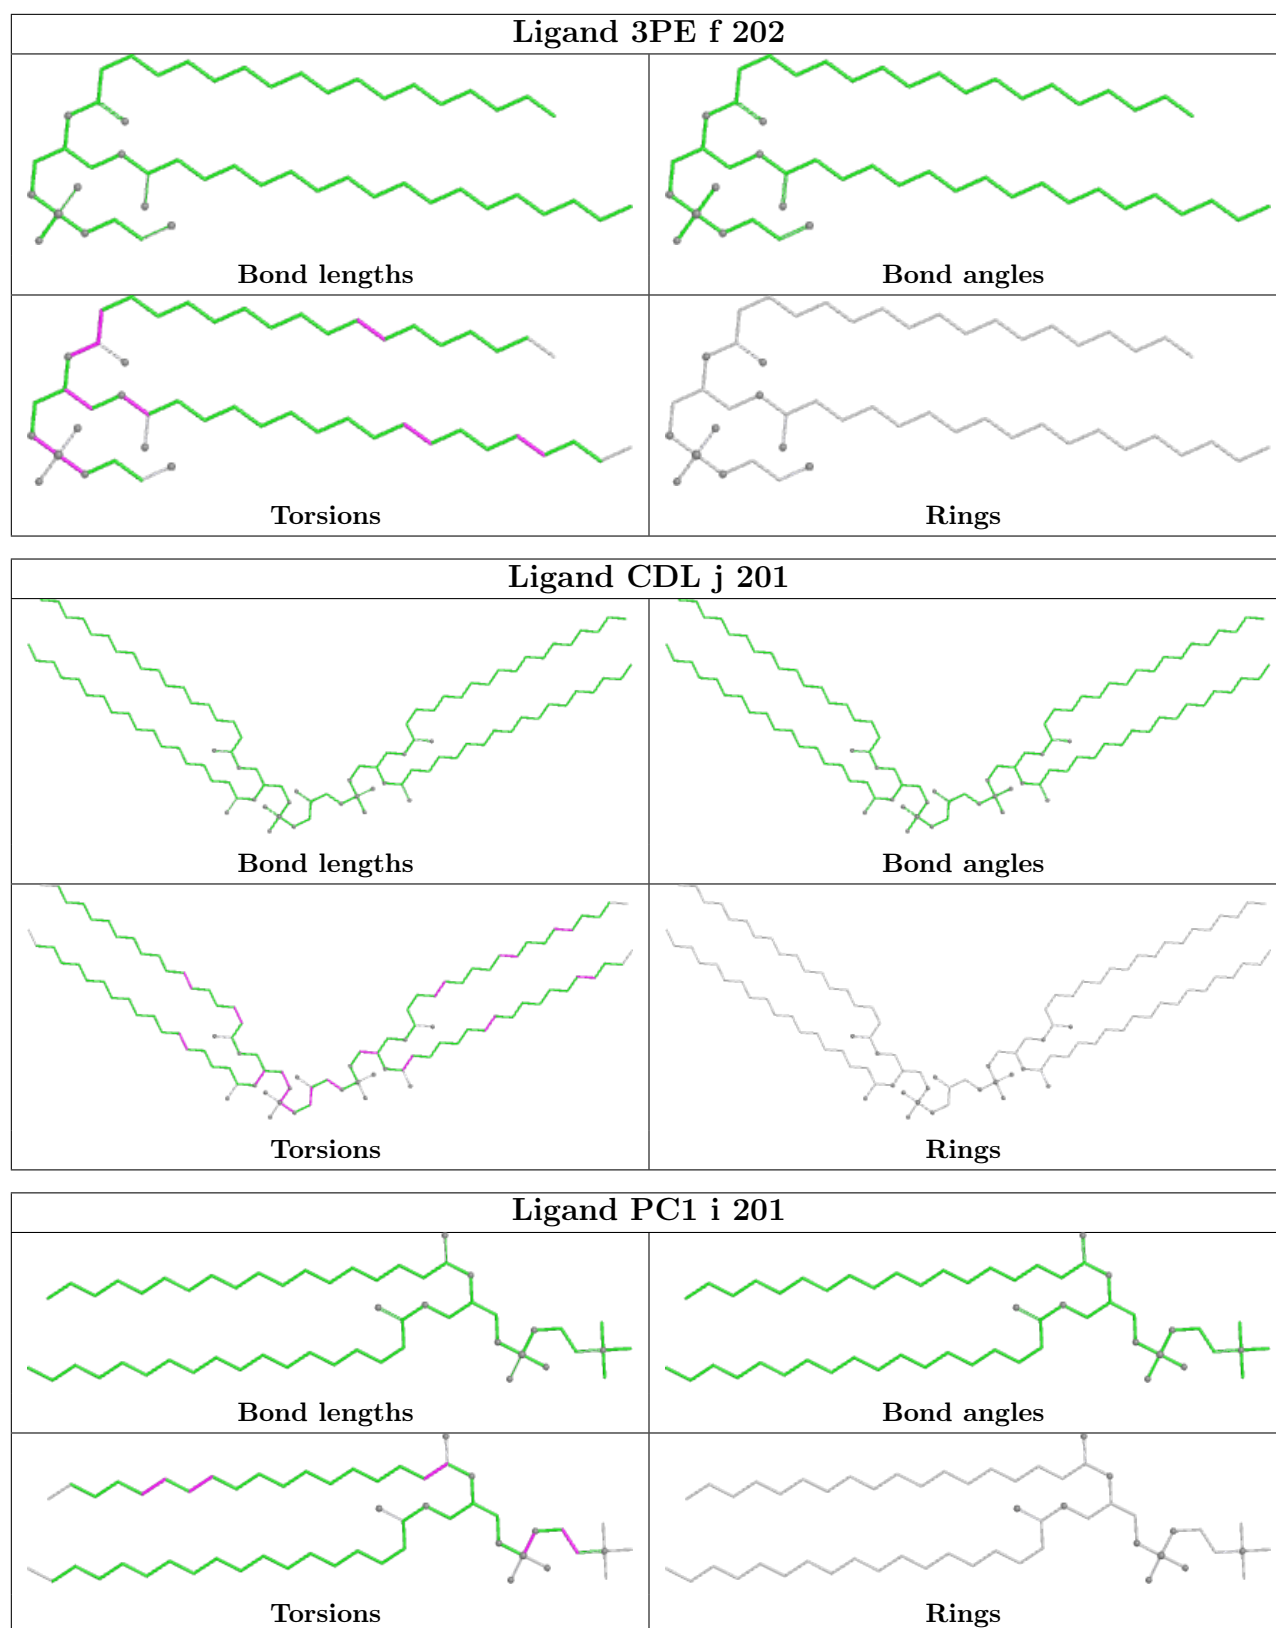 Ligand 3PE f 202
Bond lengths
Bond angles
Torsions
Rings
Ligand CDL j 201
Bond lengths
Bond angles
Torsions
Rings
Ligand PC1 i 201
Bond lengths
Bond angles
Torsions
Rings